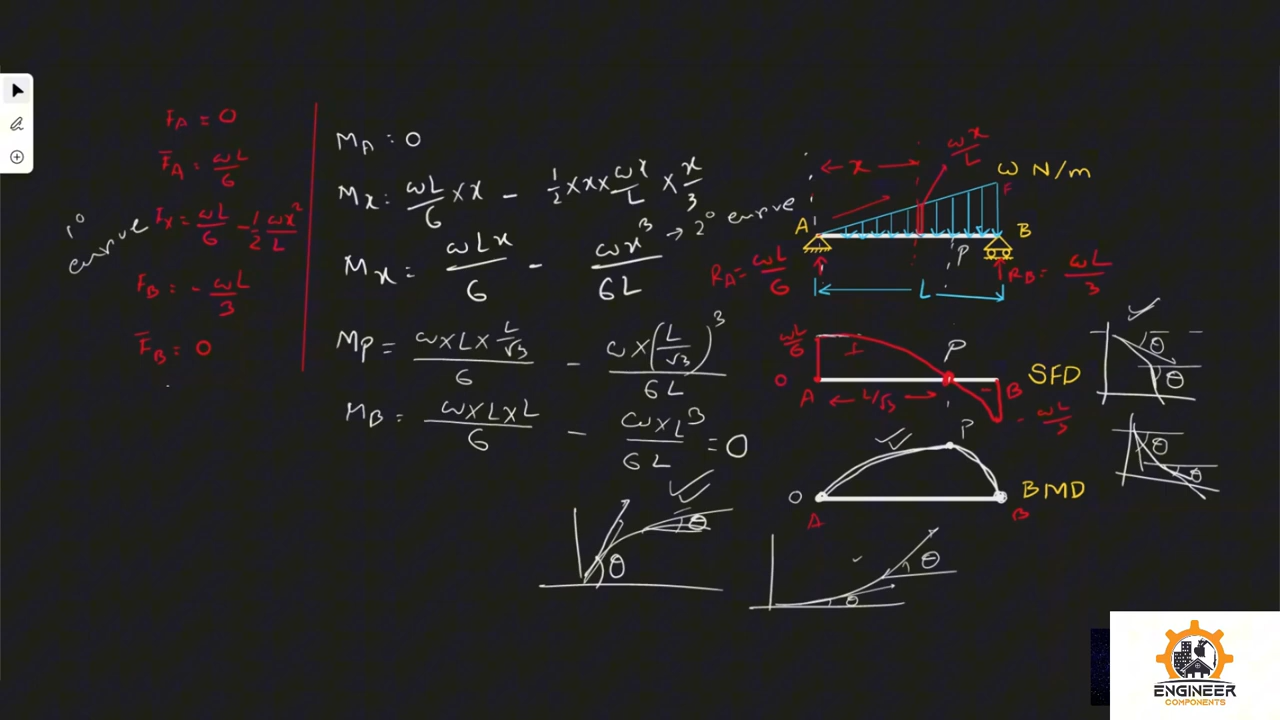 F_A = 0
F̄_A = ωL/6
F_x = ωL/6 - 1/2 ωx²/L
1° curve
F_B = - ωL/3
F̄_B = 0
M_A = 0
M_x = ωL/6 × x - 1/2 × x × ωx/L × x/3
M_x = ωLx/6 - ωx³/6L → 2° curve
M_P = ω×L×L/√3 / 6 - ω×(L/√3)³ / 6L
M_B = ω×L×L / 6 - ω×L³ / 6L = 0
θ
θ
θ
θ
x
ωx/L
ω N/m
F
A
B
P
R_A = ωL/6
R_B = ωL/3
L
ωL/6
P
0
A
L/√3
-
B
SFD
- ωL/3
P
0
BMD
A
B
θ
θ
θ
θ
ENGINEER
COMPONENTS